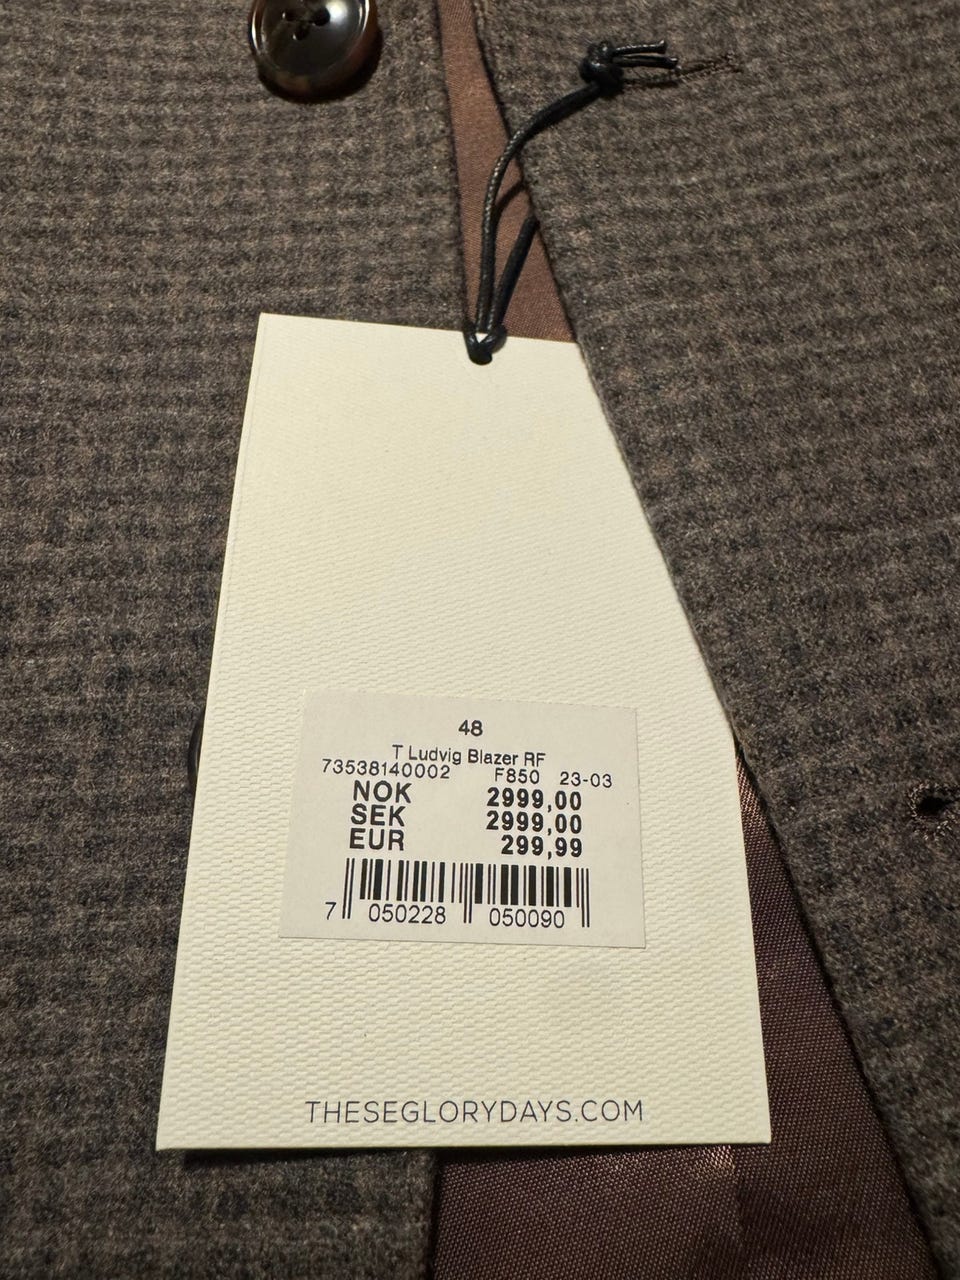 48
T Ludvig Blazer RF
73538140002 F850 23-03
NOK 2999,00
SEK 2999,00
EUR 299,99
7 050228 050090
THESEGLORYDAYS.COM